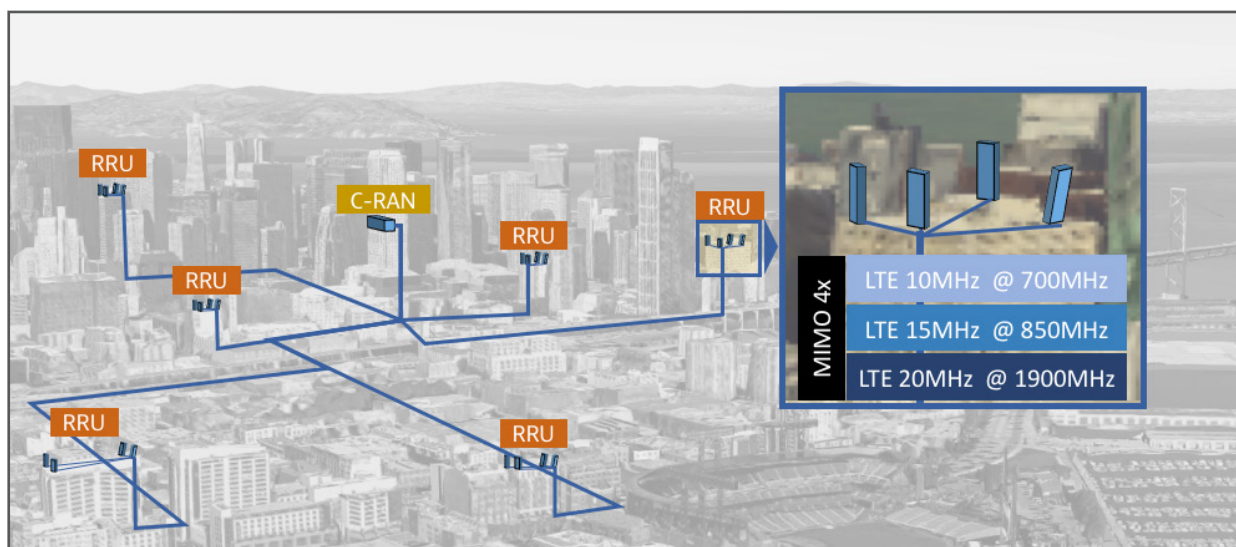 RRU
C-RAN
RRU
RRU
RRU
RRU
RRU
MIMO 4x
LTE 10MHz @ 700MHz
LTE 15MHz @ 850MHz
LTE 20MHz @ 1900MHz